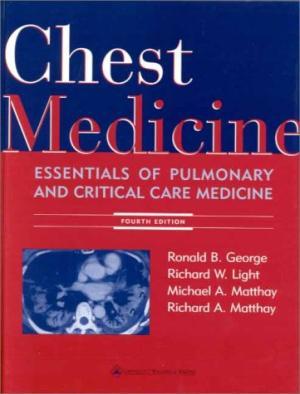 Chest
Medicine
ESSENTIALS OF PULMONARY
AND CRITICAL CARE MEDICINE
FOURTH EDITION
Ronald B. George
Richard W. Light
Michael A. Matthay
Richard A. Matthay